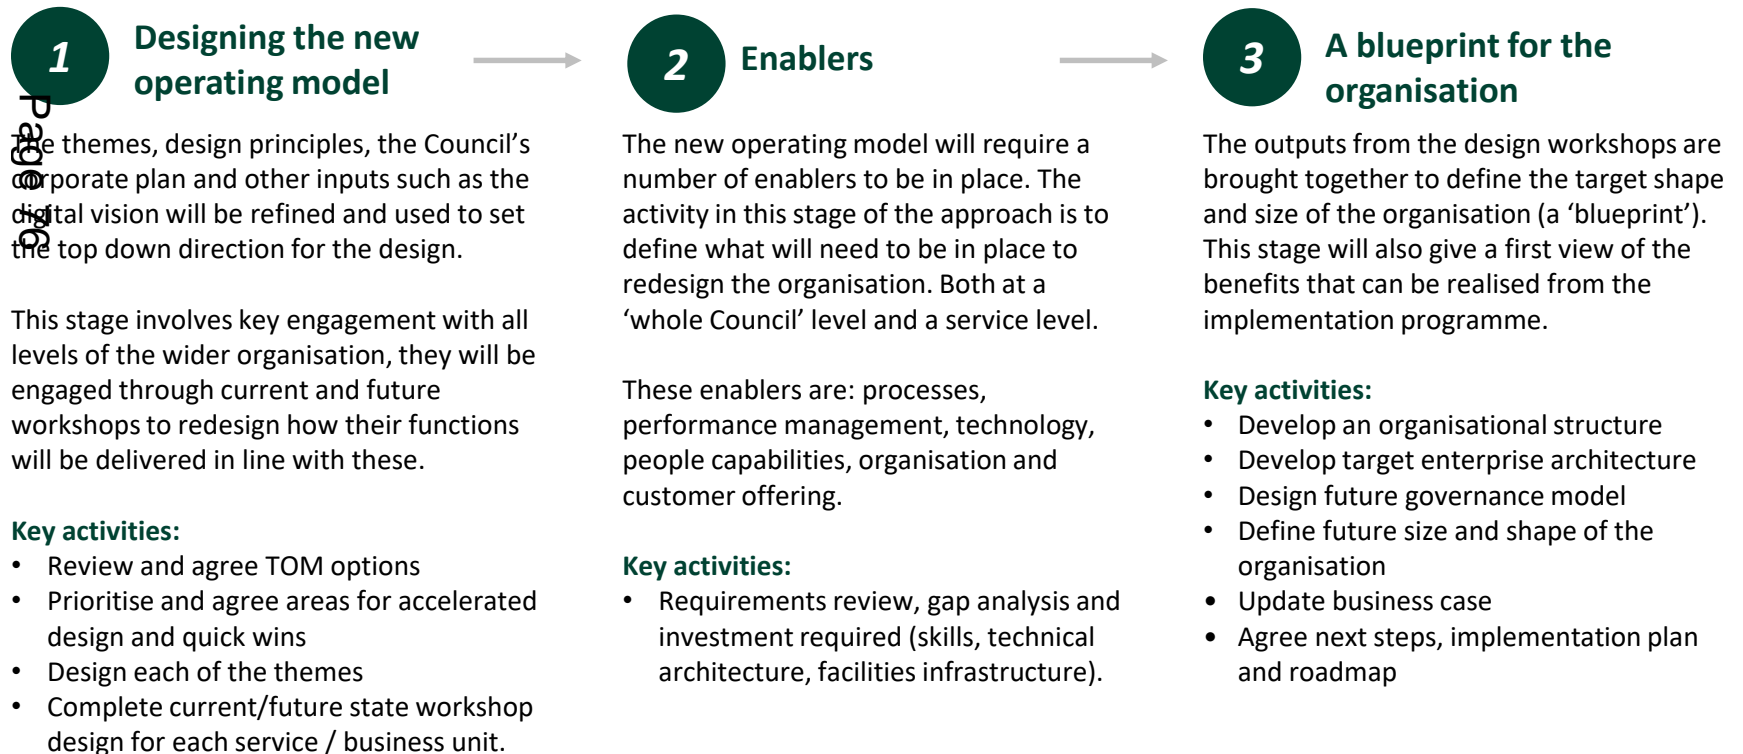 1
Designing the new
operating model
The themes, design principles, the Council's
corporate plan and other inputs such as the
digital vision will be refined and used to set
the top down direction for the design.
This stage involves key engagement with all
levels of the wider organisation, they will be
engaged through current and future
workshops to redesign how their functions
will be delivered in line with these.
Key activities:
• Review and agree TOM options
• Prioritise and agree areas for accelerated
design and quick wins
• Design each of the themes
• Complete current/future state workshop
design for each service / business unit.
Page 76
2
Enablers
The new operating model will require a
number of enablers to be in place. The
activity in this stage of the approach is to
define what will need to be in place to
redesign the organisation. Both at a
‘whole Council’ level and a service level.
These enablers are: processes,
performance management, technology,
people capabilities, organisation and
customer offering.
Key activities:
• Requirements review, gap analysis and
investment required (skills, technical
architecture, facilities infrastructure).
3
A blueprint for the
organisation
The outputs from the design workshops are
brought together to define the target shape
and size of the organisation (a ‘blueprint’).
This stage will also give a first view of the
benefits that can be realised from the
implementation programme.
Key activities:
• Develop an organisational structure
• Develop target enterprise architecture
• Design future governance model
• Define future size and shape of the
organisation
• Update business case
• Agree next steps, implementation plan
and roadmap